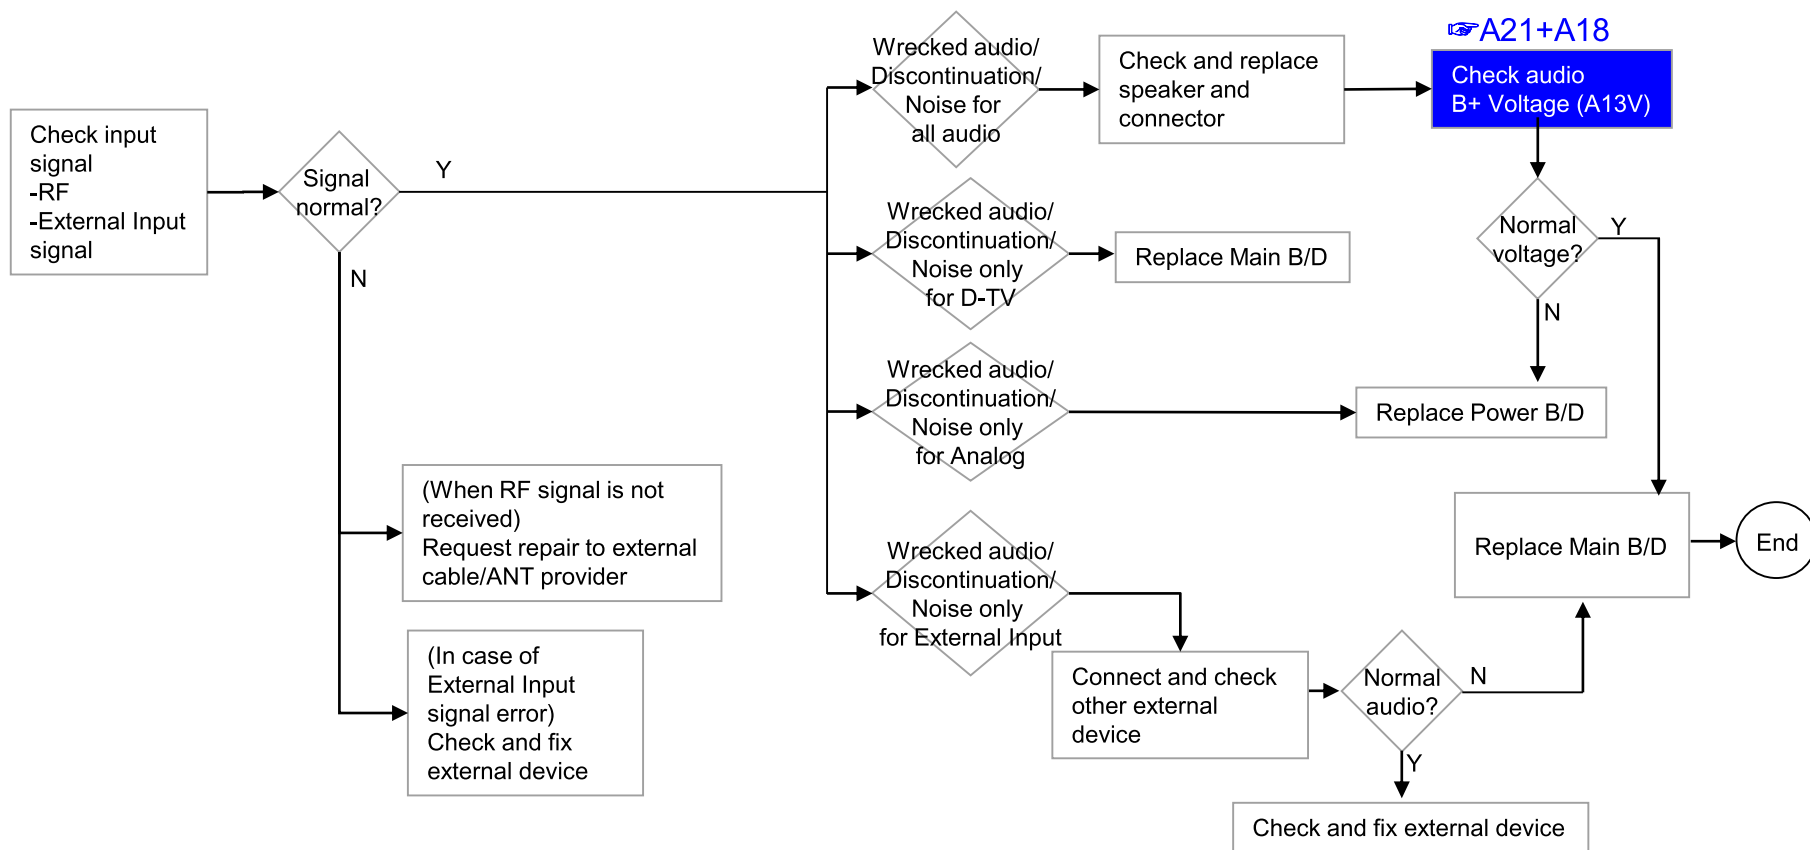 Check input
signal
-RF
-External Input
signal
Signal
normal?
Y
N
(When RF signal is not
received)
Request repair to external
cable/ANT provider
(In case of
External Input
signal error)
Check and fix
external device
Wrecked audio/
Discontinuation/
Noise for
all audio
Check and replace
speaker and
connector
☞A21+A18
Check audio
B+ Voltage (A13V)
Normal
voltage?
Y
N
Wrecked audio/
Discontinuation/
Noise only
for D-TV
Replace Main B/D
Wrecked audio/
Discontinuation/
Noise only
for Analog
Replace Power B/D
Wrecked audio/
Discontinuation/
Noise only
for External Input
Connect and check
other external
device
Normal
audio?
N
Y
Replace Main B/D
End
Check and fix external device